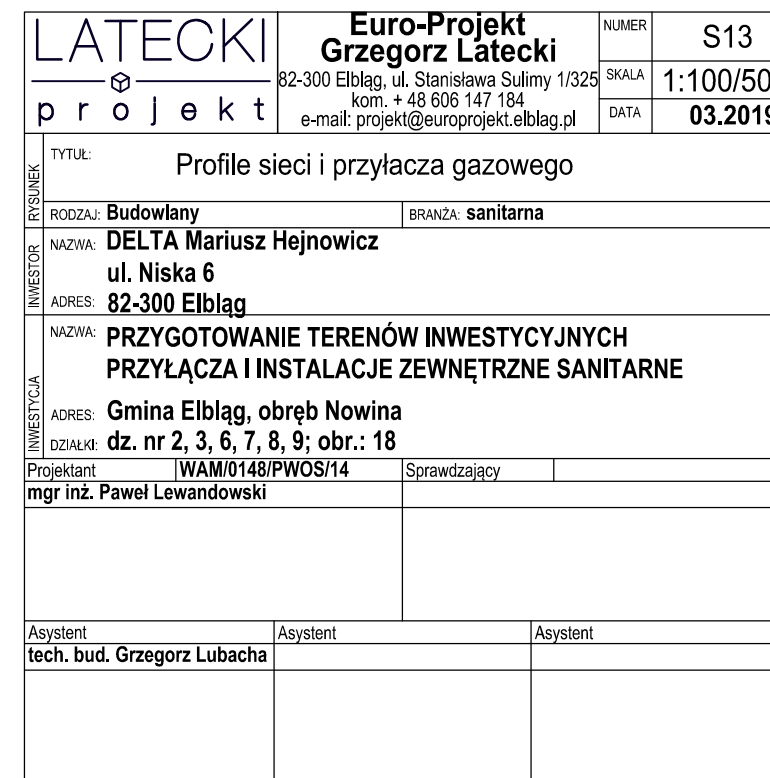 LATECKI
projekt
Euro-Projekt
Grzegorz Latecki
82-300 Elbląg, ul. Stanisława Sulimy 1/325
kom. + 48 606 147 184
e-mail: projekt@europrojekt.elblag.pl
NUMER S13
SKALA 1:100/50
DATA 03.2019
RYSUNEK
TYTUŁ: Profile sieci i przyłacza gazowego
RODZAJ: Budowlany BRANŻA: sanitarna
INWESTOR
NAZWA: DELTA Mariusz Hejnowicz
ul. Niska 6
ADRES: 82-300 Elbląg
INWESTYCJA
NAZWA: PRZYGOTOWANIE TERENÓW INWESTYCYJNYCH
PRZYŁĄCZA I INSTALACJE ZEWNĘTRZNE SANITARNE
ADRES: Gmina Elbląg, obręb Nowina
DZIAŁKI: dz. nr 2, 3, 6, 7, 8, 9; obr.: 18
Projektant WAM/0148/PWOS/14 Sprawdzający
mgr inż. Paweł Lewandowski
Asystent Asystent Asystent
tech. bud. Grzegorz Lubacha